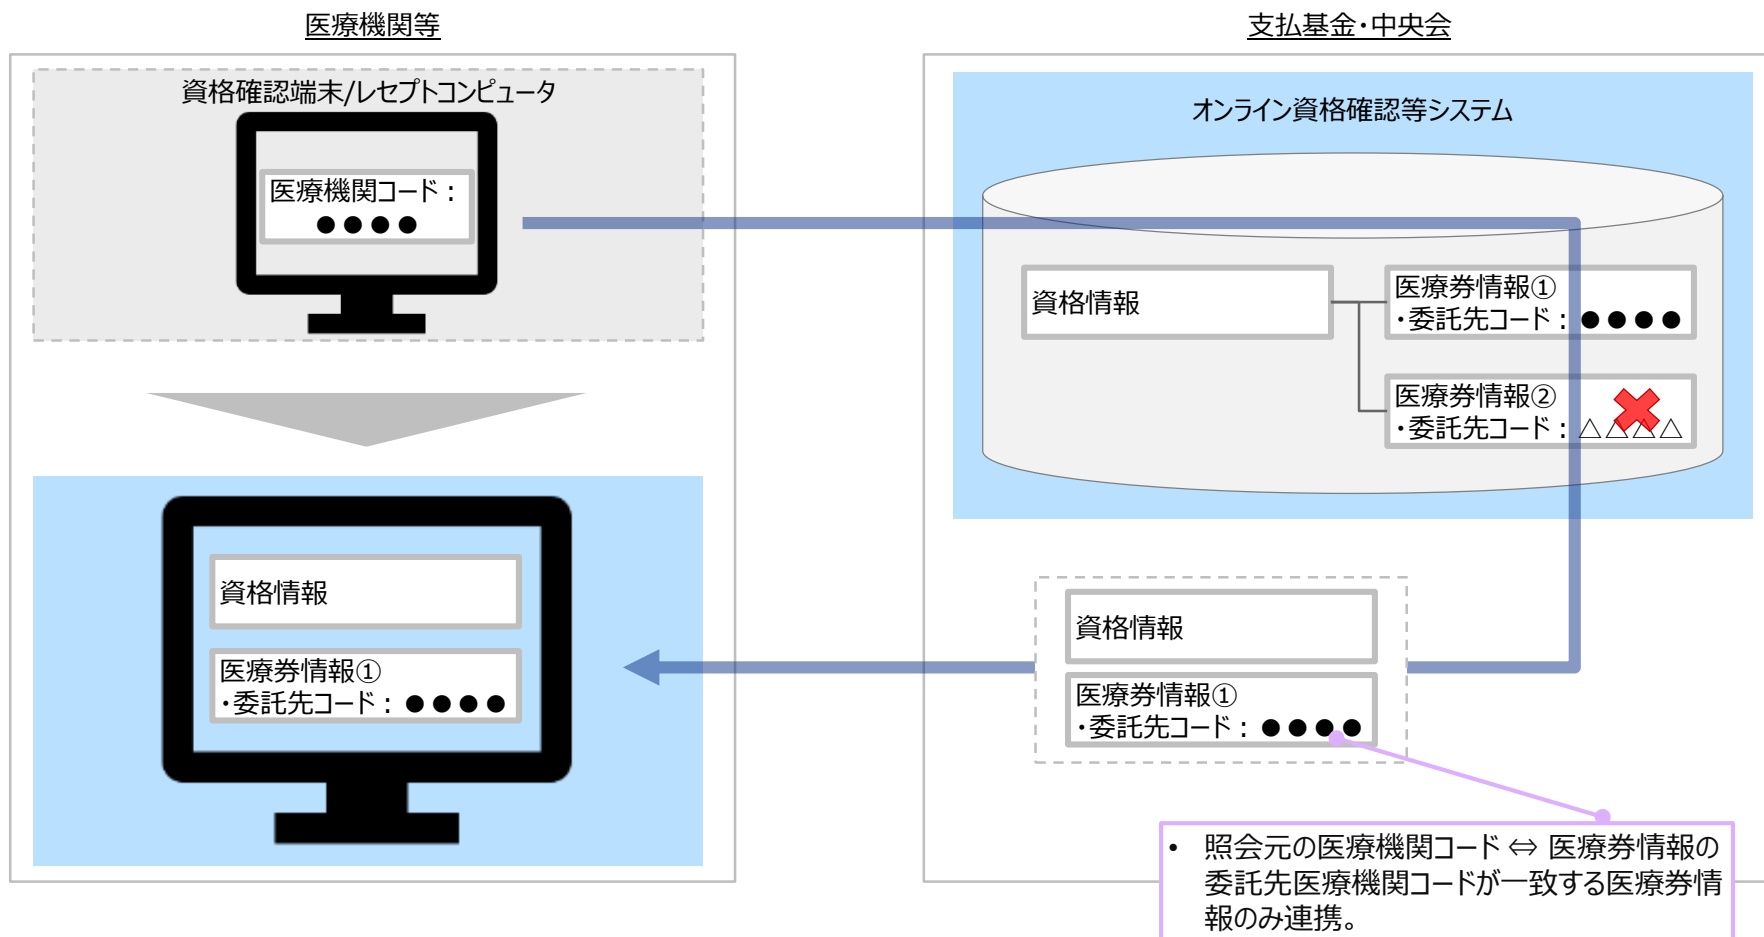 医療機関等
資格確認端末/レセプトコンピュータ
医療機関コード：
●●●●
資格情報
医療券情報①
・委託先コード：●●●●
支払基金・中央会
オンライン資格確認等システム
資格情報
医療券情報①
・委託先コード：●●●●
医療券情報②
・委託先コード：△△△△
資格情報
医療券情報①
・委託先コード：●●●●
• 照会元の医療機関コード ⇔ 医療券情報の
委託先医療機関コードが一致する医療券情
報のみ連携。